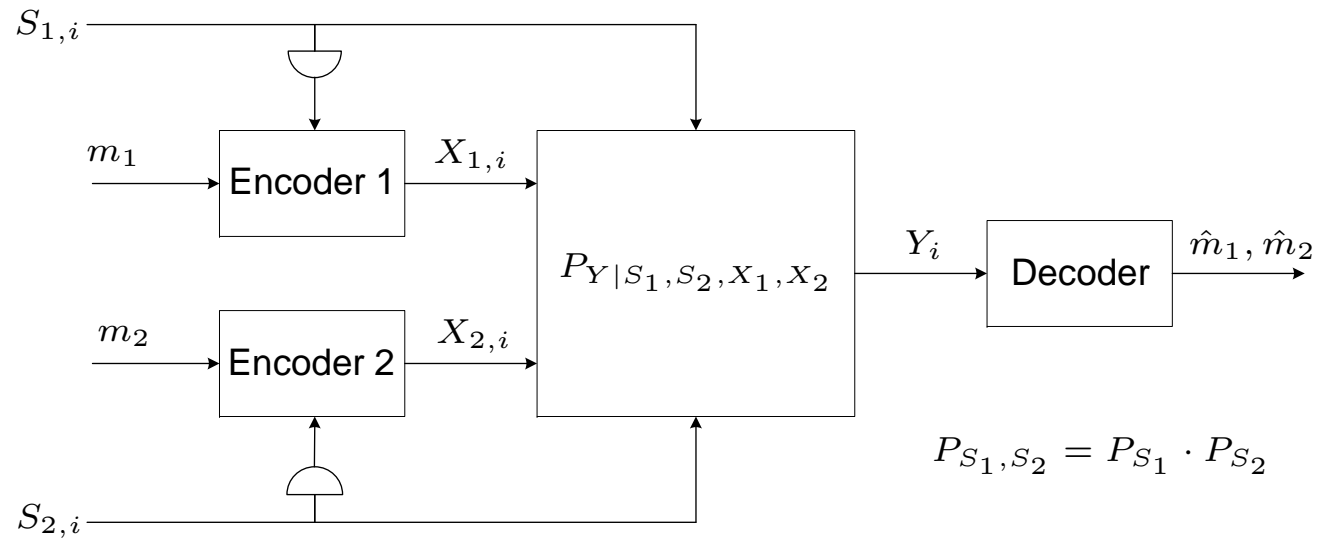 S_{1,i}
m_1
Encoder 1
X_{1,i}
m_2
Encoder 2
X_{2,i}
P_{Y|S_1,S_2,X_1,X_2}
Y_i
Decoder
\hat{m}_1, \hat{m}_2
P_{S_1,S_2} = P_{S_1} · P_{S_2}
S_{2,i}